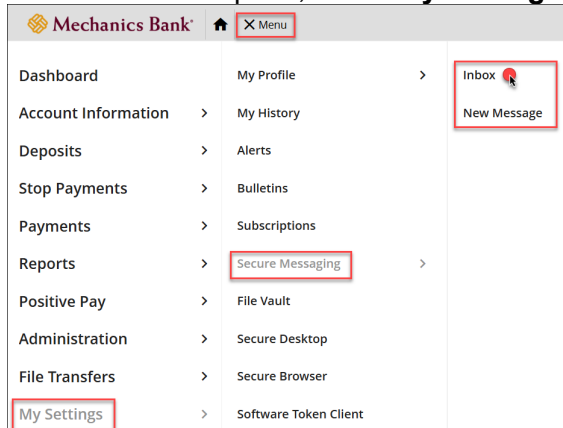 Mechanics Bank
Menu
Dashboard
Account Information
Deposits
Stop Payments
Payments
Reports
Positive Pay
Administration
File Transfers
My Settings
My Profile
My History
Alerts
Bulletins
Subscriptions
Secure Messaging
File Vault
Secure Desktop
Secure Browser
Software Token Client
Inbox
New Message